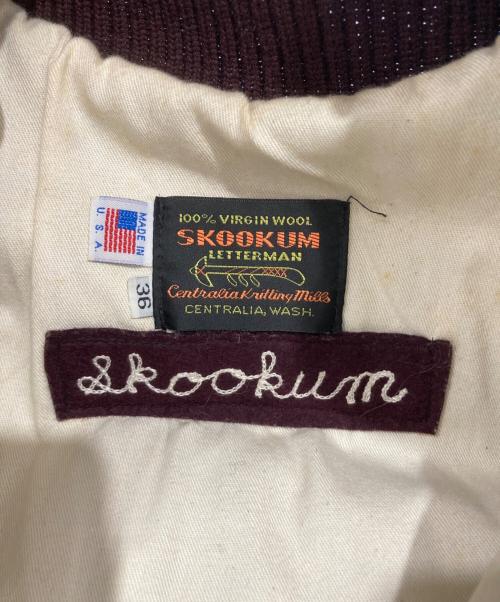 MADE IN
U.S.A
36
100% VIRGIN WOOL
SKOOKUM
LETTERMAN
Centralia Knitting Mills
CENTRALIA, WASH.
Skookum